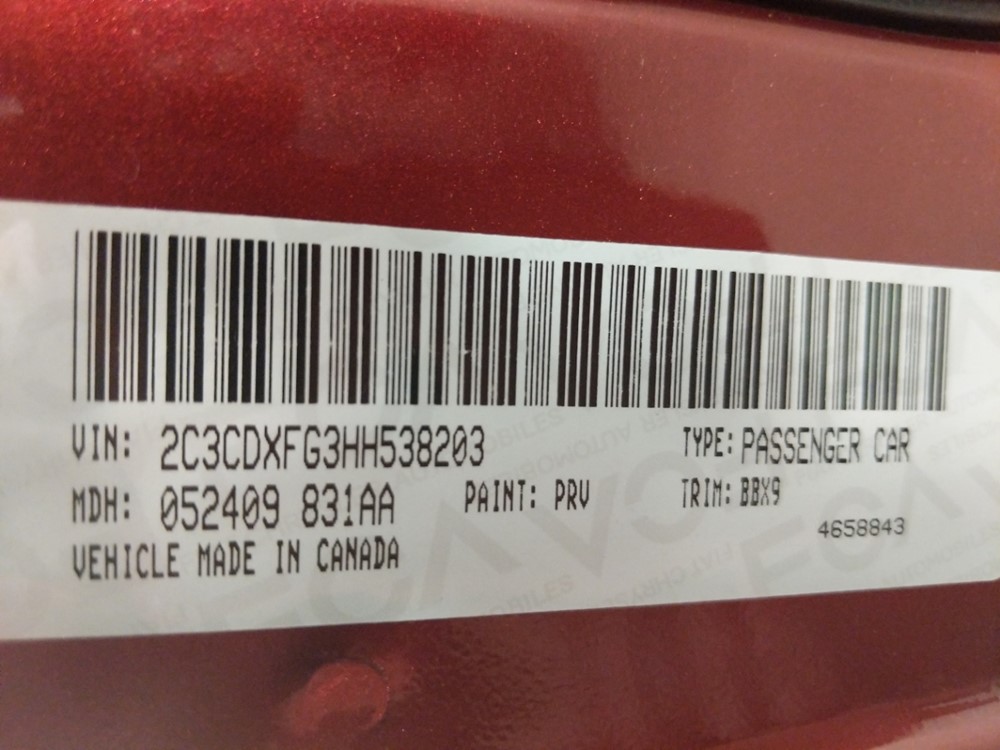 VIN: 2C3CDXFG3HH538203 TYPE: PASSENGER CAR
MDH: 052409 831AA PAINT: PRV TRIM: BBX9
4658843
VEHICLE MADE IN CANADA